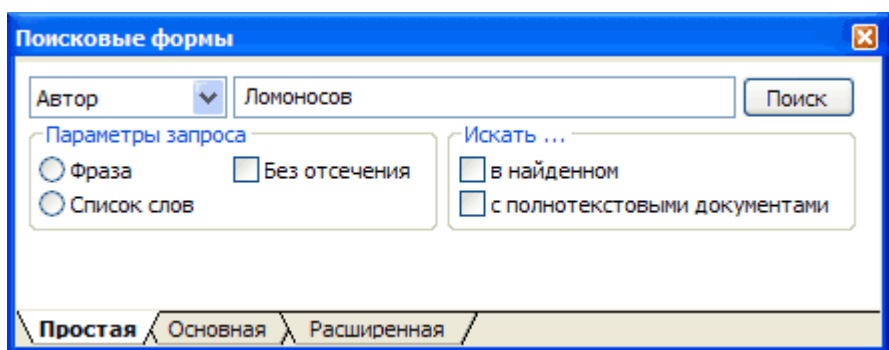 Поисковые формы
Автор Ломоносов Поиск
Параметры запроса Искать ...
Фраза Без отсечения в найденном
Список слов с полнотекстовыми документами
Простая Основная Расширенная